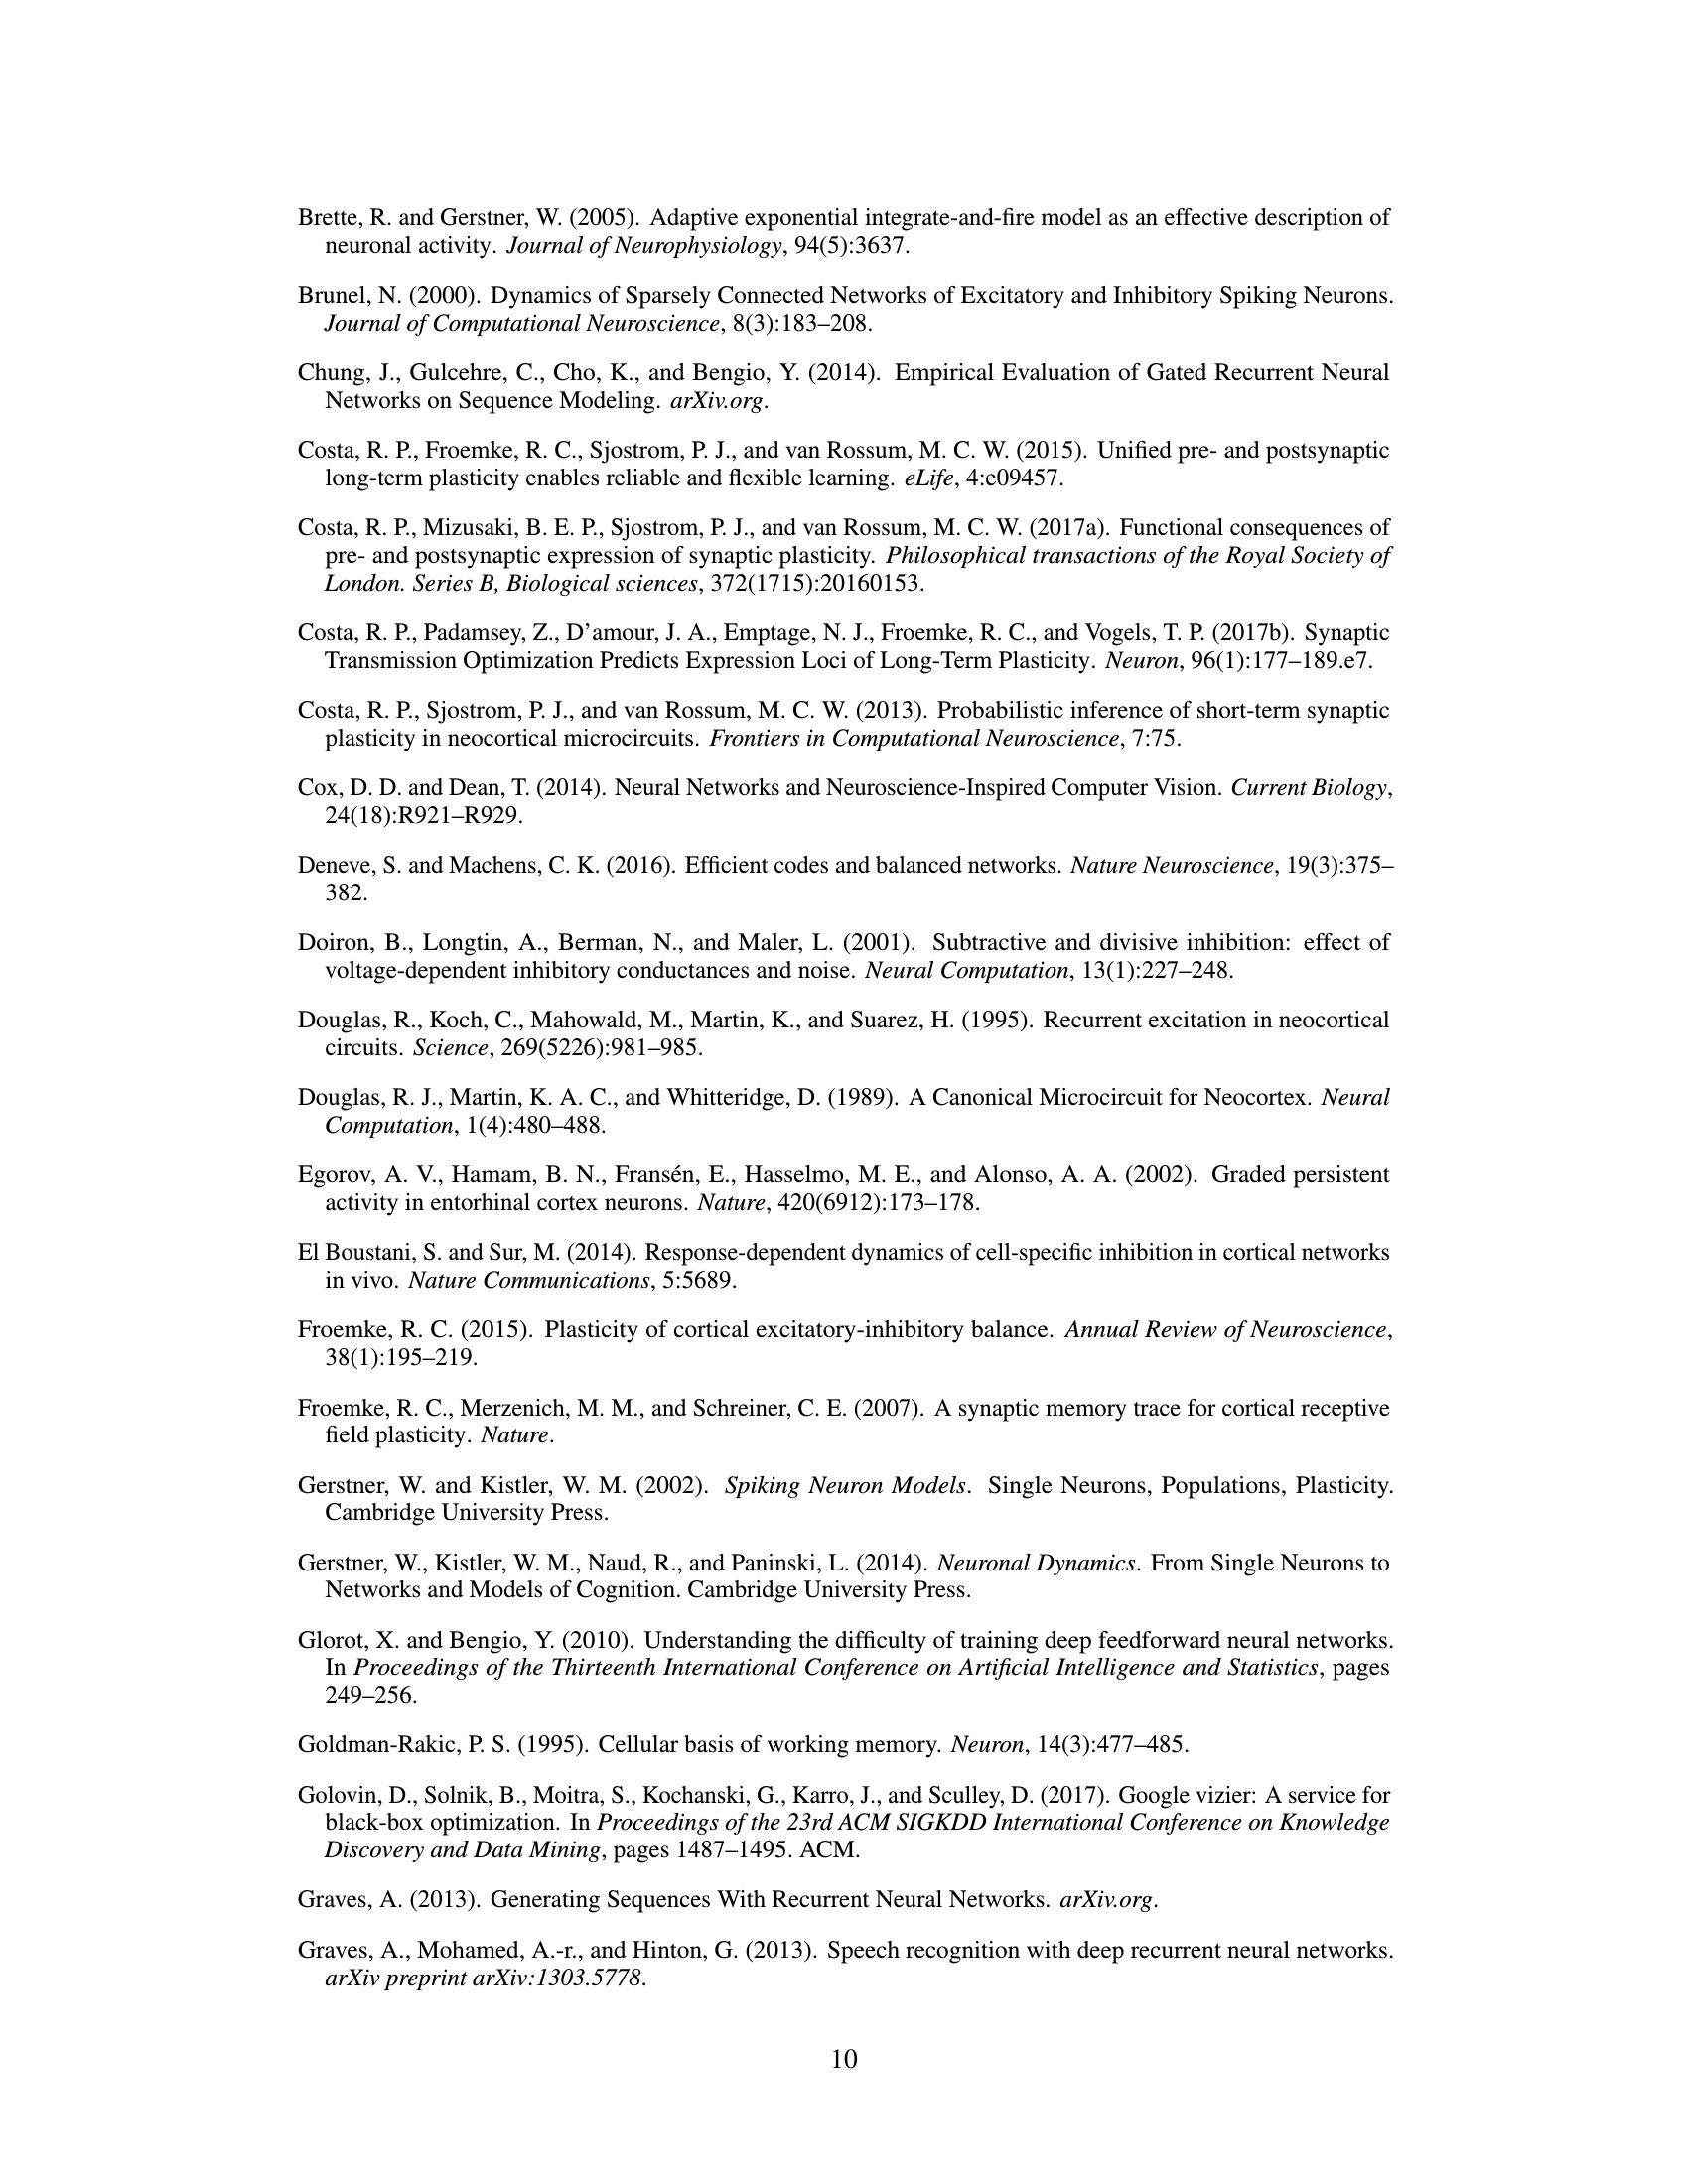 Brette, R. and Gerstner, W. (2005). Adaptive exponential integrate-and-fire model as an effective description of
neuronal activity. Journal of Neurophysiology, 94(5):3637.
Brunel, N. (2000). Dynamics of Sparsely Connected Networks of Excitatory and Inhibitory Spiking Neurons.
Journal of Computational Neuroscience, 8(3):183–208.
Chung, J., Gulcehre, C., Cho, K., and Bengio, Y. (2014). Empirical Evaluation of Gated Recurrent Neural
Networks on Sequence Modeling. arXiv.org.
Costa, R. P., Froemke, R. C., Sjostrom, P. J., and van Rossum, M. C. W. (2015). Unified pre- and postsynaptic
long-term plasticity enables reliable and flexible learning. eLife, 4:e09457.
Costa, R. P., Mizusaki, B. E. P., Sjostrom, P. J., and van Rossum, M. C. W. (2017a). Functional consequences of
pre- and postsynaptic expression of synaptic plasticity. Philosophical transactions of the Royal Society of
London. Series B, Biological sciences, 372(1715):20160153.
Costa, R. P., Padamsey, Z., D'amour, J. A., Emptage, N. J., Froemke, R. C., and Vogels, T. P. (2017b). Synaptic
Transmission Optimization Predicts Expression Loci of Long-Term Plasticity. Neuron, 96(1):177–189.e7.
Costa, R. P., Sjostrom, P. J., and van Rossum, M. C. W. (2013). Probabilistic inference of short-term synaptic
plasticity in neocortical microcircuits. Frontiers in Computational Neuroscience, 7:75.
Cox, D. D. and Dean, T. (2014). Neural Networks and Neuroscience-Inspired Computer Vision. Current Biology,
24(18):R921–R929.
Deneve, S. and Machens, C. K. (2016). Efficient codes and balanced networks. Nature Neuroscience, 19(3):375–
382.
Doiron, B., Longtin, A., Berman, N., and Maler, L. (2001). Subtractive and divisive inhibition: effect of
voltage-dependent inhibitory conductances and noise. Neural Computation, 13(1):227–248.
Douglas, R., Koch, C., Mahowald, M., Martin, K., and Suarez, H. (1995). Recurrent excitation in neocortical
circuits. Science, 269(5226):981–985.
Douglas, R. J., Martin, K. A. C., and Whitteridge, D. (1989). A Canonical Microcircuit for Neocortex. Neural
Computation, 1(4):480–488.
Egorov, A. V., Hamam, B. N., Fransén, E., Hasselmo, M. E., and Alonso, A. A. (2002). Graded persistent
activity in entorhinal cortex neurons. Nature, 420(6912):173–178.
El Boustani, S. and Sur, M. (2014). Response-dependent dynamics of cell-specific inhibition in cortical networks
in vivo. Nature Communications, 5:5689.
Froemke, R. C. (2015). Plasticity of cortical excitatory-inhibitory balance. Annual Review of Neuroscience,
38(1):195–219.
Froemke, R. C., Merzenich, M. M., and Schreiner, C. E. (2007). A synaptic memory trace for cortical receptive
field plasticity. Nature.
Gerstner, W. and Kistler, W. M. (2002). Spiking Neuron Models. Single Neurons, Populations, Plasticity.
Cambridge University Press.
Gerstner, W., Kistler, W. M., Naud, R., and Paninski, L. (2014). Neuronal Dynamics. From Single Neurons to
Networks and Models of Cognition. Cambridge University Press.
Glorot, X. and Bengio, Y. (2010). Understanding the difficulty of training deep feedforward neural networks.
In Proceedings of the Thirteenth International Conference on Artificial Intelligence and Statistics, pages
249–256.
Goldman-Rakic, P. S. (1995). Cellular basis of working memory. Neuron, 14(3):477–485.
Golovin, D., Solnik, B., Moitra, S., Kochanski, G., Karro, J., and Sculley, D. (2017). Google vizier: A service for
black-box optimization. In Proceedings of the 23rd ACM SIGKDD International Conference on Knowledge
Discovery and Data Mining, pages 1487–1495. ACM.
Graves, A. (2013). Generating Sequences With Recurrent Neural Networks. arXiv.org.
Graves, A., Mohamed, A.-r., and Hinton, G. (2013). Speech recognition with deep recurrent neural networks.
arXiv preprint arXiv:1303.5778.
10